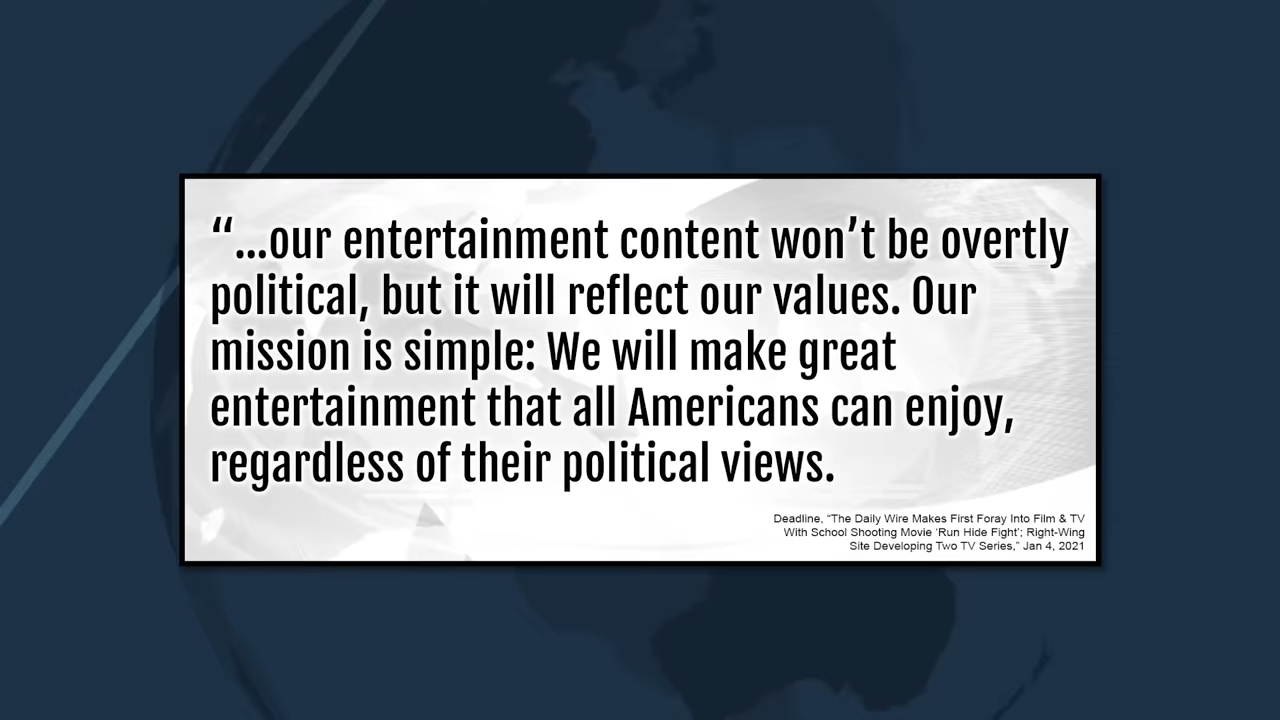 “...our entertainment content won’t be overtly
political, but it will reflect our values. Our
mission is simple: We will make great
entertainment that all Americans can enjoy,
regardless of their political views.
Deadline, “The Daily Wire Makes First Foray Into Film & TV
With School Shooting Movie ‘Run Hide Fight’; Right-Wing
Site Developing Two TV Series,” Jan 4, 2021